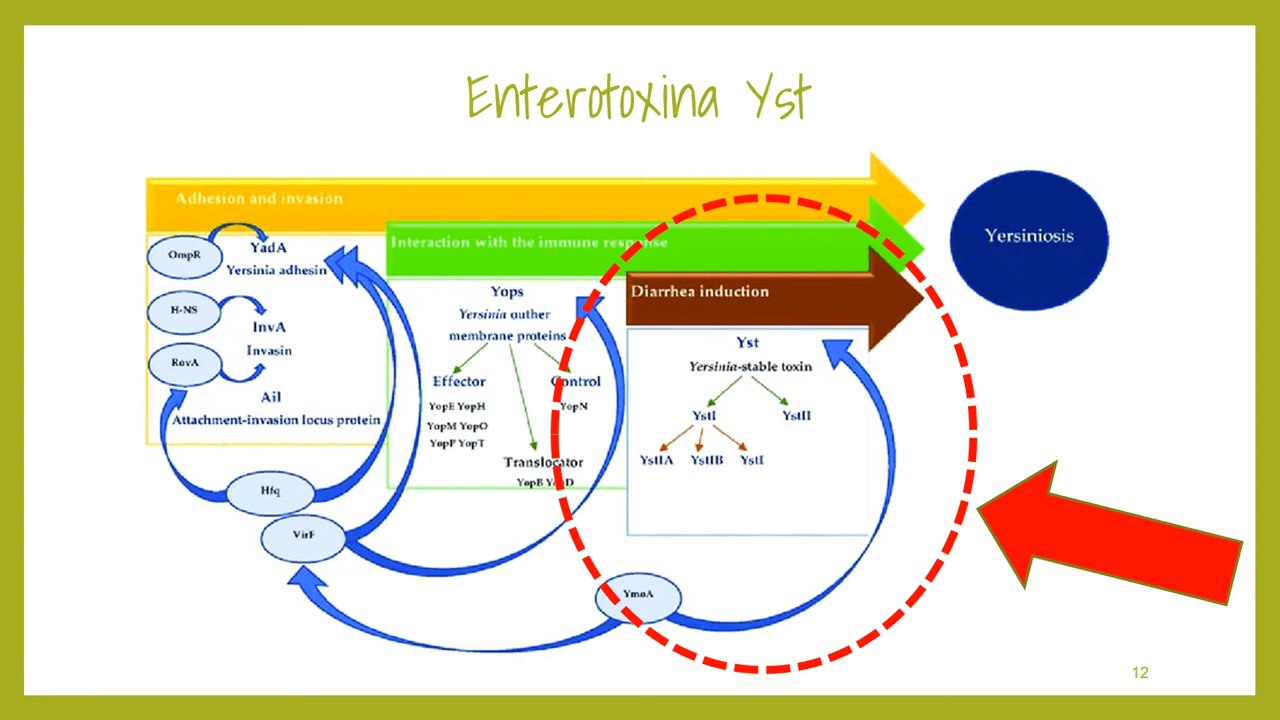 Enterotoxina Yst
Adhesion and invasion
OmpR
YadA
Yersinia adhesin
H-NS
InvA
Invasin
RovA
Ail
Attachment-invasion locus protein
Hfq
VirF
Interaction with the immune response
Yops
Yersinia outher
membrane proteins
Effector
Control
YopE YopH
YopN
YopM YopO
YopP YopT
Translocator
YopB YopD
Diarrhea induction
Yst
Yersinia-stable toxin
YstI
YstII
YstIA
YstIB
YstI
YmoA
Yersiniosis
12